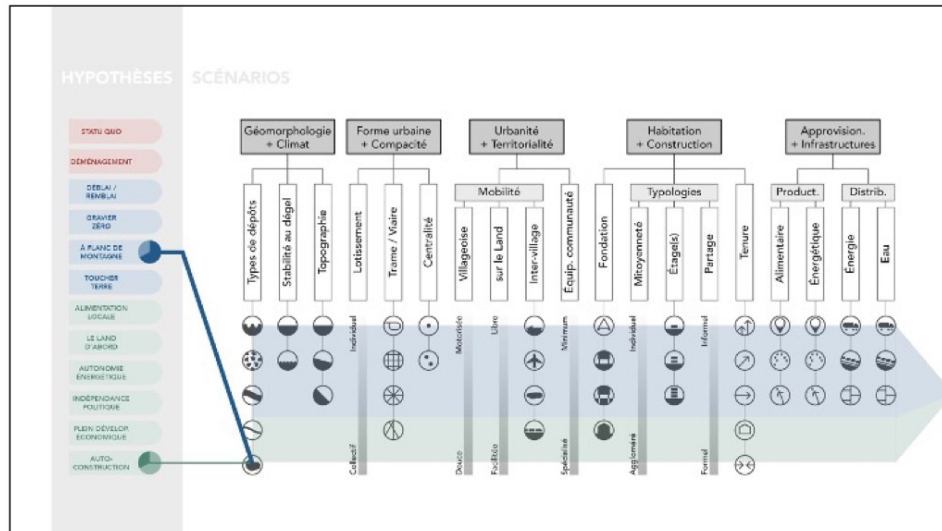 HYPOTHÈSES
SCÉNARIOS
STATU QUO
DÉMÉNAGEMENT
DÉBLAI /
REMBLAI
GRAVIER
ZÉRO
À FLANC DE
MONTAGNE
TOUCHER
TERRE
ALIMENTATION
LOCALE
LE LAND
D'ABORD
AUTONOMIE
ÉNERGÉTIQUE
INDÉPENDANCE
POLITIQUE
PLEIN DÉVELOP.
ÉCONOMIQUE
AUTO-
CONSTRUCTION
Géomorphologie
+ Climat
Types de dépôts
Stabilité au dégel
Topographie
Forme urbaine
+ Compacité
Lotissement
Trame / Viaire
Centralité
Individuel
Collectif
Urbanité
+ Territorialité
Mobilité
Villageoise
sur le Land
Inter-village
Équip. communauté
Motorisée
Douce
Libre
Facilitée
Minimum
Spécialisé
Habitation
+ Construction
Fondation
Typologies
Mitoyenneté
Étage(s)
Partage
Tenure
Individuel
Aggloméré
Informel
Formel
Approvision.
+ Infrastructures
Product.
Distrib.
Alimentaire
Énergétique
Énergie
Eau